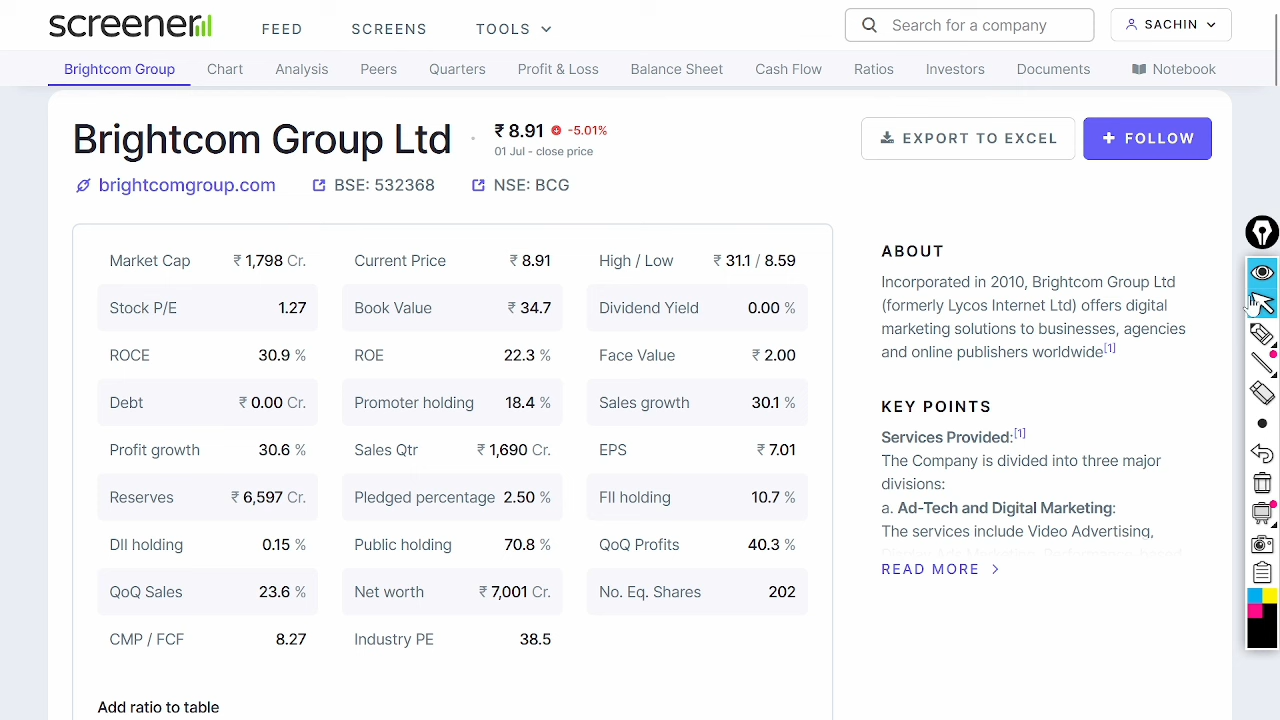 screener
FEED SCREENS TOOLS
Search for a company
SACHIN
Brightcom Group Chart Analysis Peers Quarters Profit & Loss Balance Sheet Cash Flow Ratios Investors Documents Notebook
Brightcom Group Ltd
₹ 8.91 -5.01%
01 Jul - close price
EXPORT TO EXCEL
+ FOLLOW
brightcomgroup.com BSE: 532368 NSE: BCG
Market Cap ₹ 1,798 Cr. Current Price ₹ 8.91 High / Low ₹ 31.1 / 8.59
Stock P/E 1.27 Book Value ₹ 34.7 Dividend Yield 0.00 %
ROCE 30.9 % ROE 22.3 % Face Value ₹ 2.00
Debt ₹ 0.00 Cr. Promoter holding 18.4 % Sales growth 30.1 %
Profit growth 30.6 % Sales Qtr ₹ 1,690 Cr. EPS ₹ 7.01
Reserves ₹ 6,597 Cr. Pledged percentage 2.50 % FII holding 10.7 %
DII holding 0.15 % Public holding 70.8 % QoQ Profits 40.3 %
QoQ Sales 23.6 % Net worth ₹ 7,001 Cr. No. Eq. Shares 202
CMP / FCF 8.27 Industry PE 38.5
Add ratio to table
ABOUT
Incorporated in 2010, Brightcom Group Ltd
(formerly Lycos Internet Ltd) offers digital
marketing solutions to businesses, agencies
and online publishers worldwide[1]
KEY POINTS
Services Provided:[1]
The Company is divided into three major
divisions:
a. Ad-Tech and Digital Marketing:
The services include Video Advertising,
READ MORE